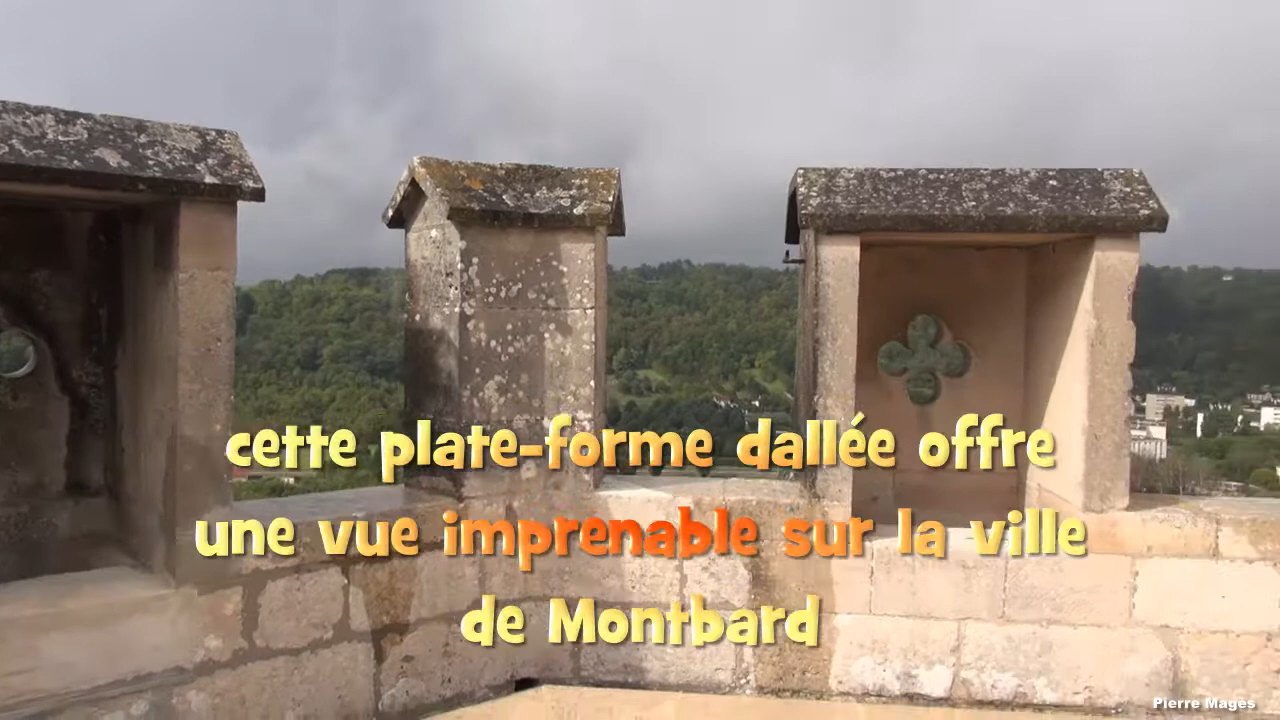 cette plate-forme dallée offre
une vue imprenable sur la ville
de Montbard
Pierre Mages